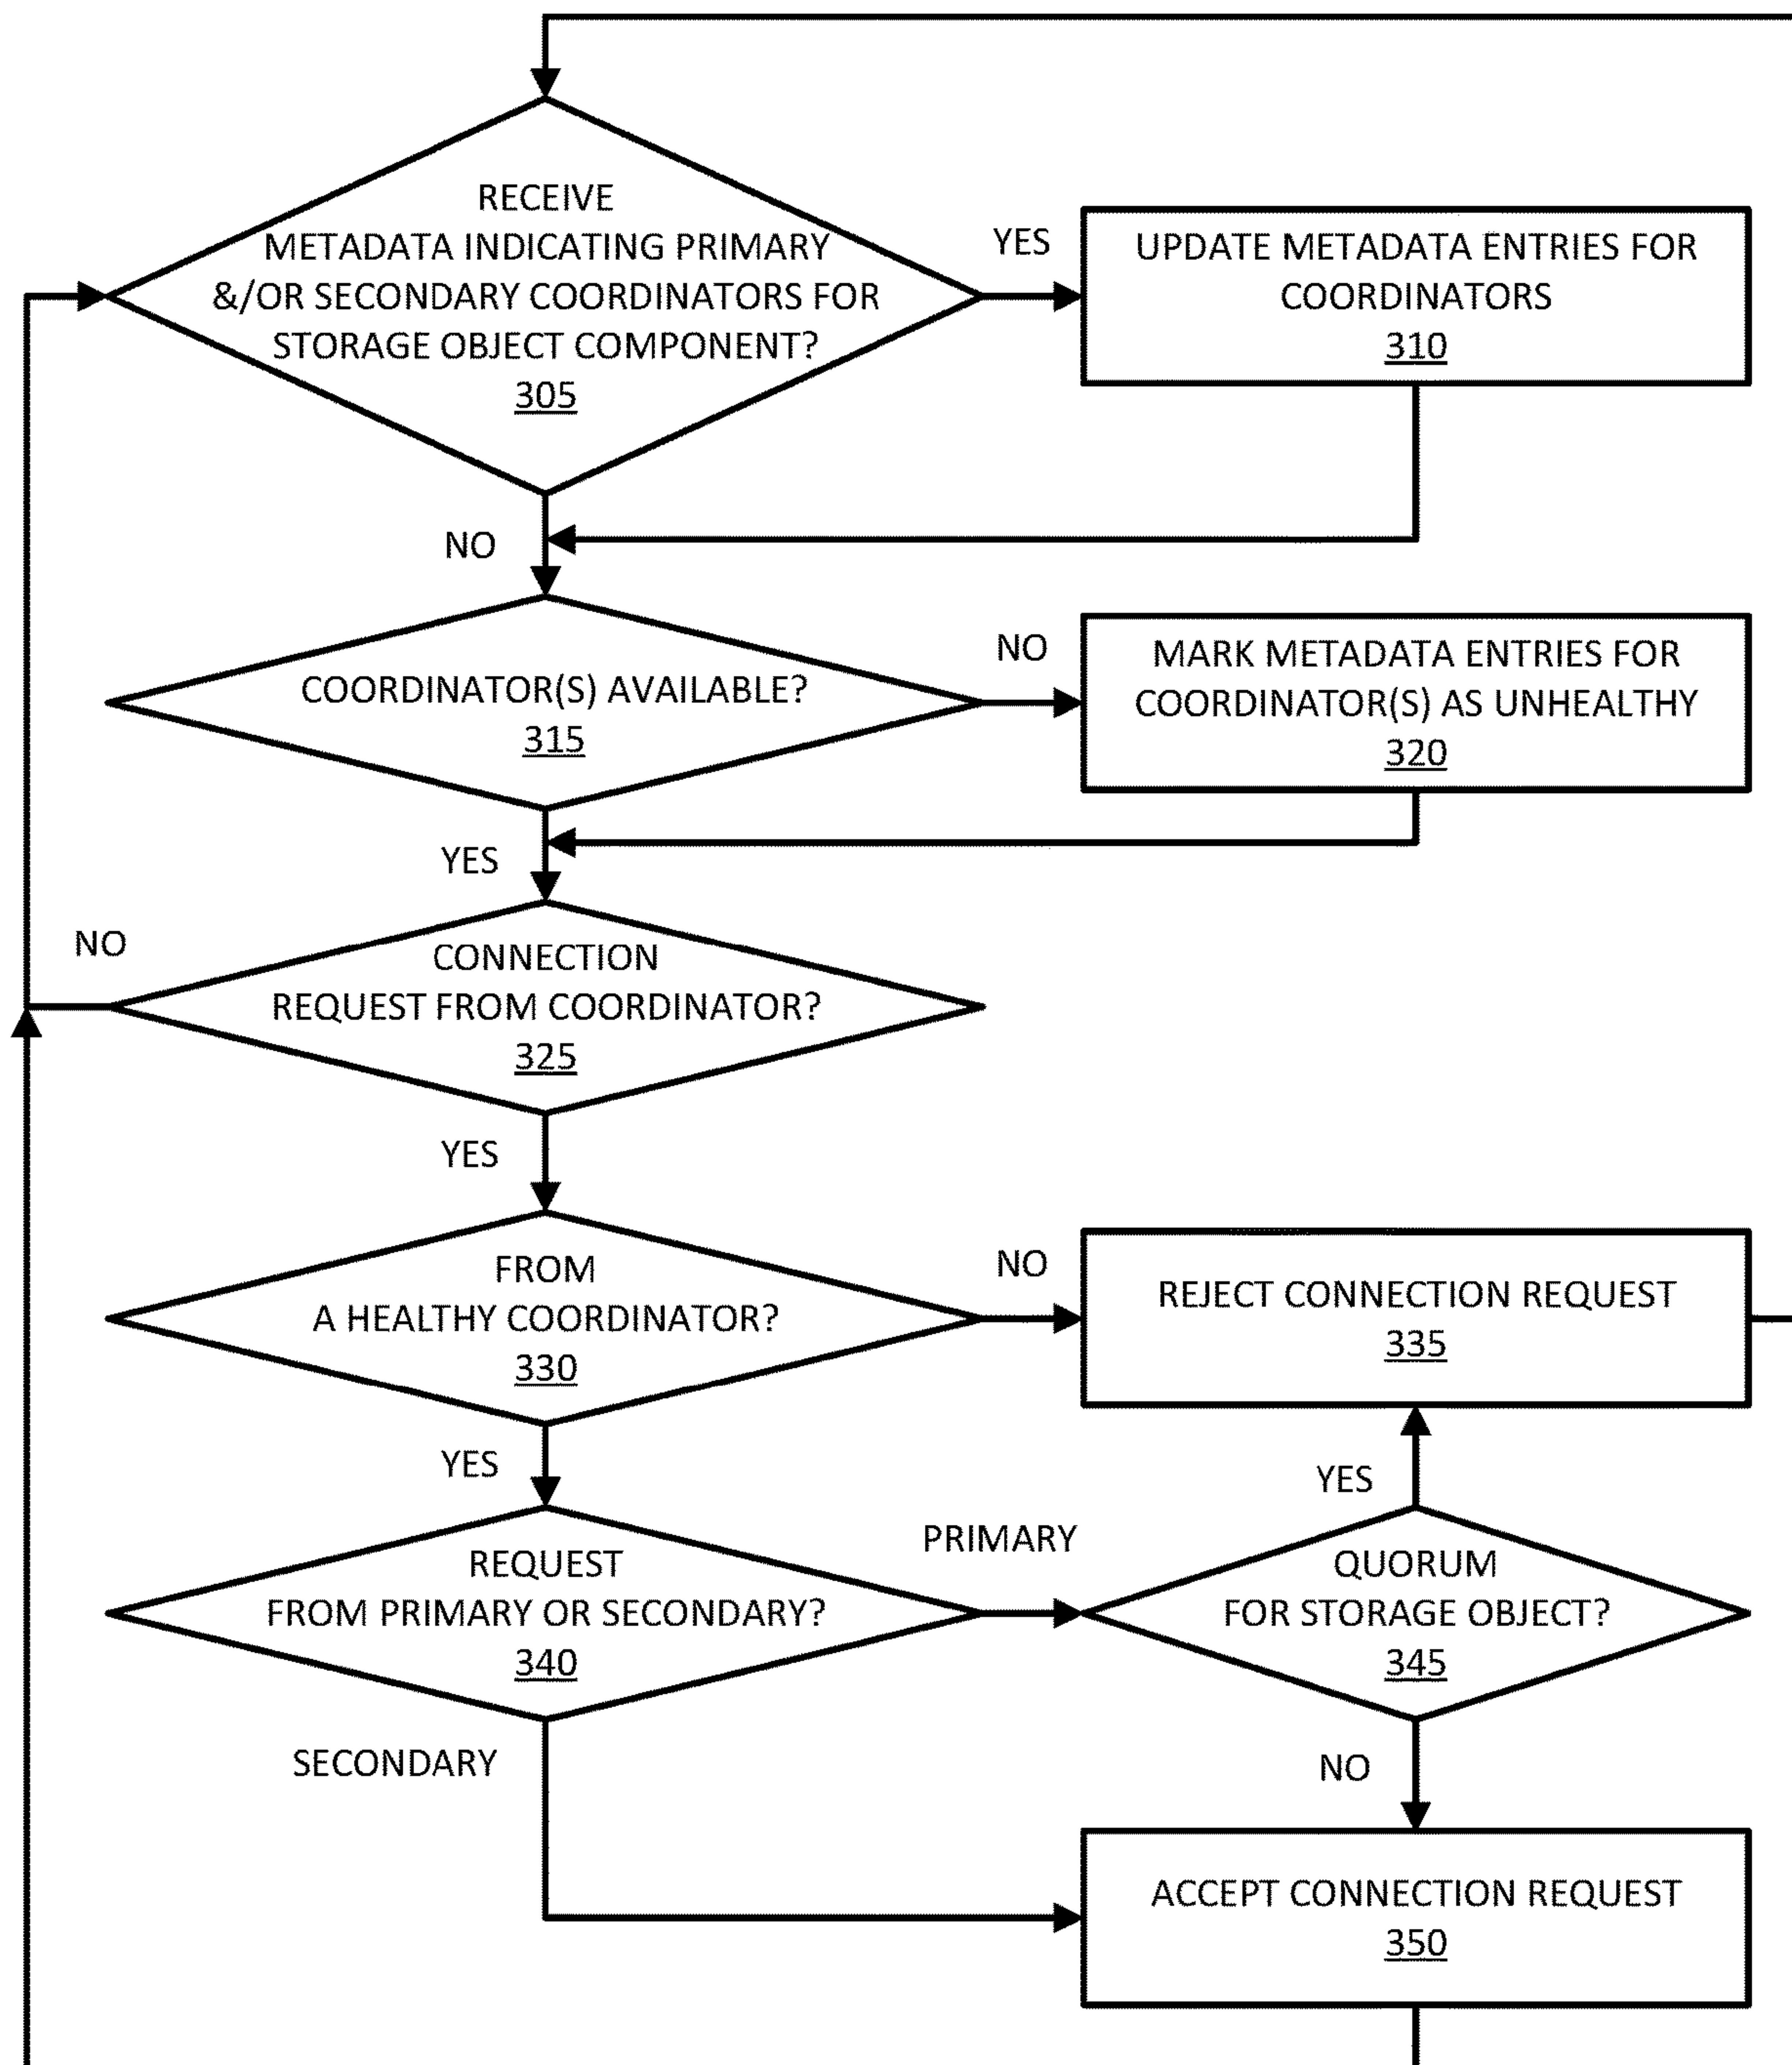 RECEIVE
METADATA INDICATING PRIMARY
&/OR SECONDARY COORDINATORS FOR
STORAGE OBJECT COMPONENT?
305
YES
UPDATE METADATA ENTRIES FOR
COORDINATORS
310
NO
COORDINATOR(S) AVAILABLE?
315
NO
MARK METADATA ENTRIES FOR
COORDINATOR(S) AS UNHEALTHY
320
YES
NO
CONNECTION
REQUEST FROM COORDINATOR?
325
YES
FROM
A HEALTHY COORDINATOR?
330
NO
REJECT CONNECTION REQUEST
335
YES
YES
REQUEST
FROM PRIMARY OR SECONDARY?
340
PRIMARY
QUORUM
FOR STORAGE OBJECT?
345
SECONDARY
NO
ACCEPT CONNECTION REQUEST
350